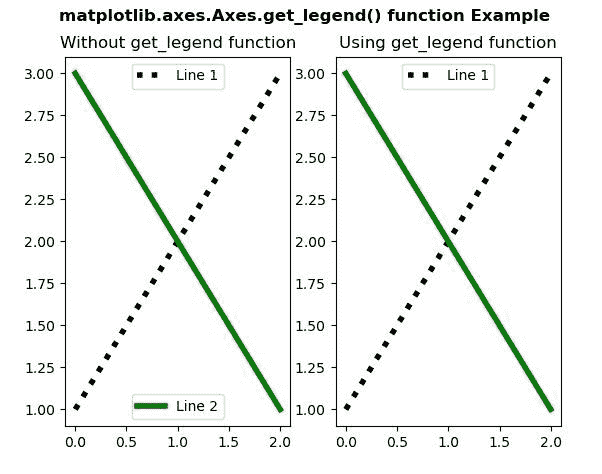 matplotlib.axes.Axes.get_legend() function Example
Without get_legend function
Using get_legend function
Line 1
Line 2
3.00
2.75
2.50
2.25
2.00
1.75
1.50
1.25
1.00
0.0 0.5 1.0 1.5 2.0
Line 1
3.00
2.75
2.50
2.25
2.00
1.75
1.50
1.25
1.00
0.0 0.5 1.0 1.5 2.0